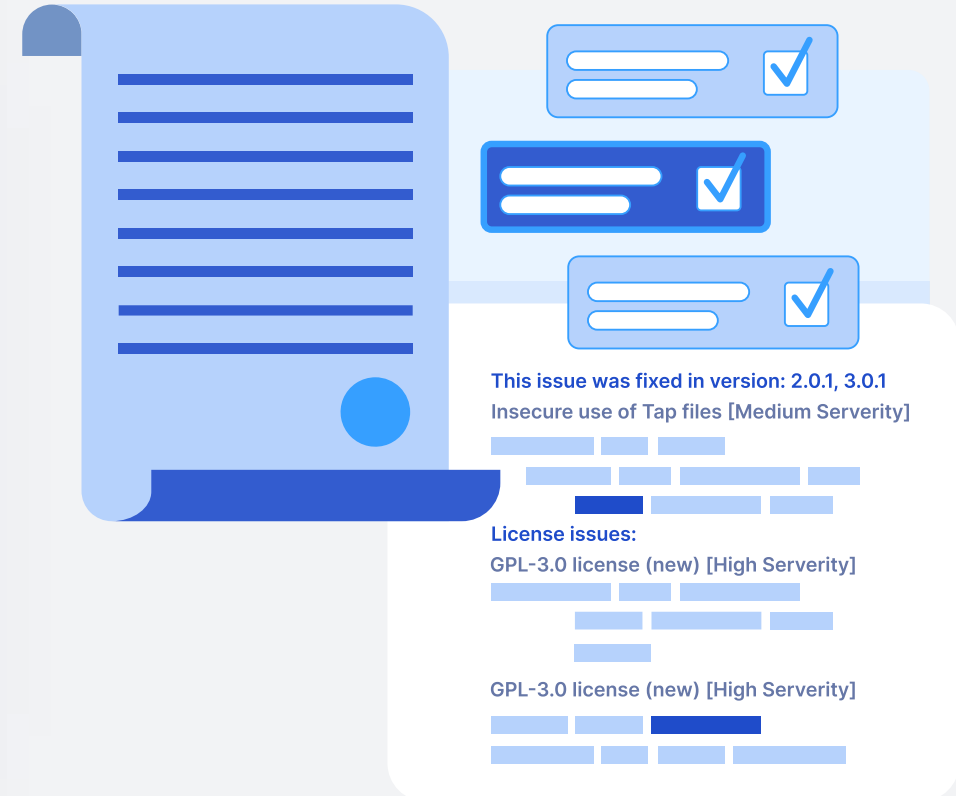 This issue was fixed in version: 2.0.1, 3.0.1
Insecure use of Tap files [Medium Serverity]
License issues:
GPL-3.0 license (new) [High Serverity]
GPL-3.0 license (new) [High Serverity]